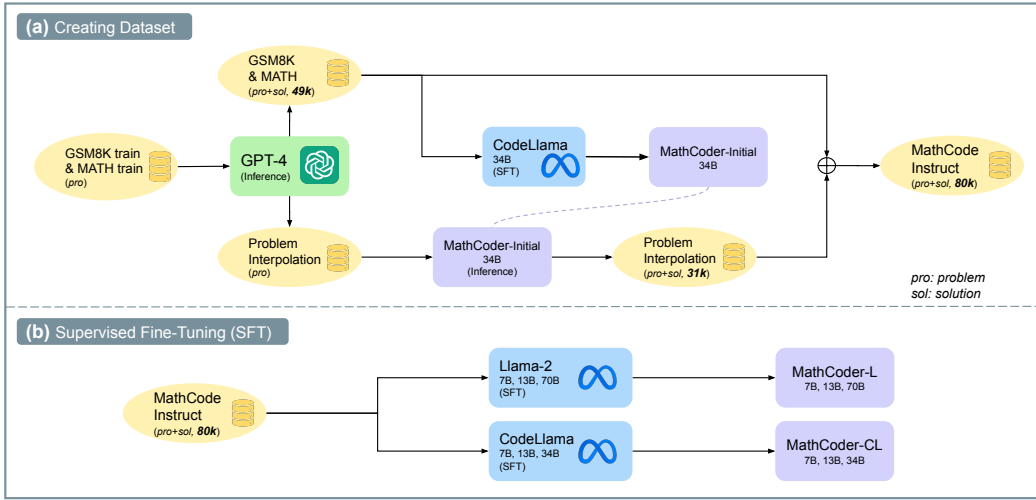 (a) Creating Dataset
GSM8K
& MATH
(pro+sol, 49k)
GSM8K train
& MATH train
(pro)
GPT-4
(Inference)
CodeLlama
34B
(SFT)
MathCoder-Initial
34B
MathCode
Instruct
(pro+sol, 80k)
Problem
Interpolation
(pro)
MathCoder-Initial
34B
(Inference)
Problem
Interpolation
(pro+sol, 31k)
pro: problem
sol: solution
(b) Supervised Fine-Tuning (SFT)
MathCode
Instruct
(pro+sol, 80k)
Llama-2
7B, 13B, 70B
(SFT)
MathCoder-L
7B, 13B, 70B
CodeLlama
7B, 13B, 34B
(SFT)
MathCoder-CL
7B, 13B, 34B